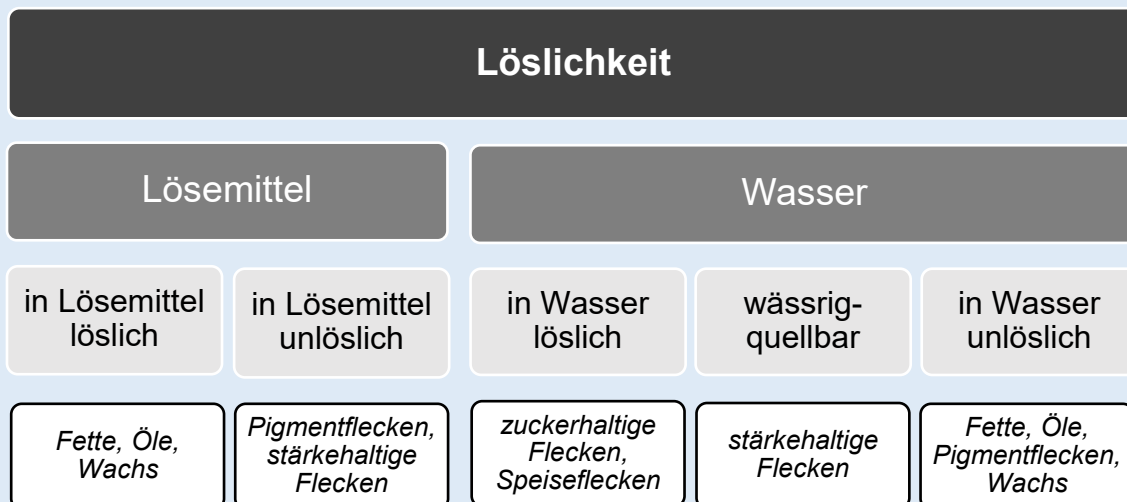 Löslichkeit
Lösemittel
Wasser
in Lösemittel
löslich
in Lösemittel
unlöslich
in Wasser
löslich
wässrig-
quellbar
in Wasser
unlöslich
Fette, Öle,
Wachs
Pigmentflecken,
stärkehaltige
Flecken
zuckerhaltige
Flecken,
Speiseflecken
stärkehaltige
Flecken
Fette, Öle,
Pigmentflecken,
Wachs